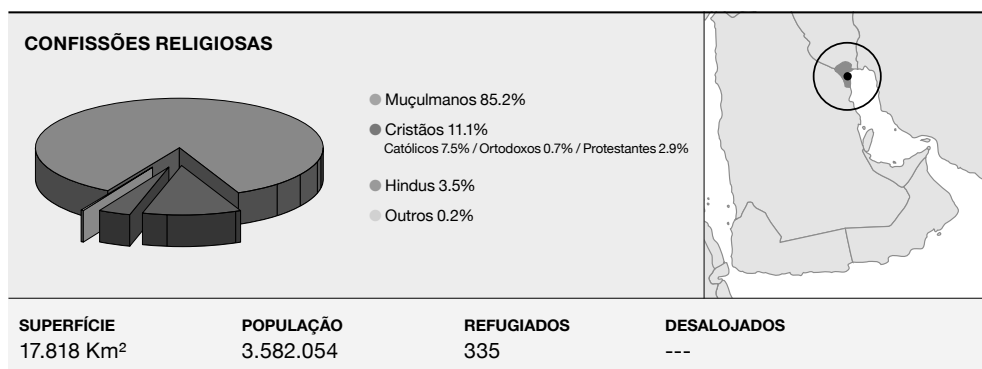 CONFISSÕES RELIGIOSAS
Muçulmanos 85.2%
Cristãos 11.1%
Católicos 7.5% / Ortodoxos 0.7% / Protestantes 2.9%
Hindus 3.5%
Outros 0.2%
SUPERFÍCIE POPULAÇÃO REFUGIADOS DESALOJADOS
17.818 Km² 3.582.054 335 ---